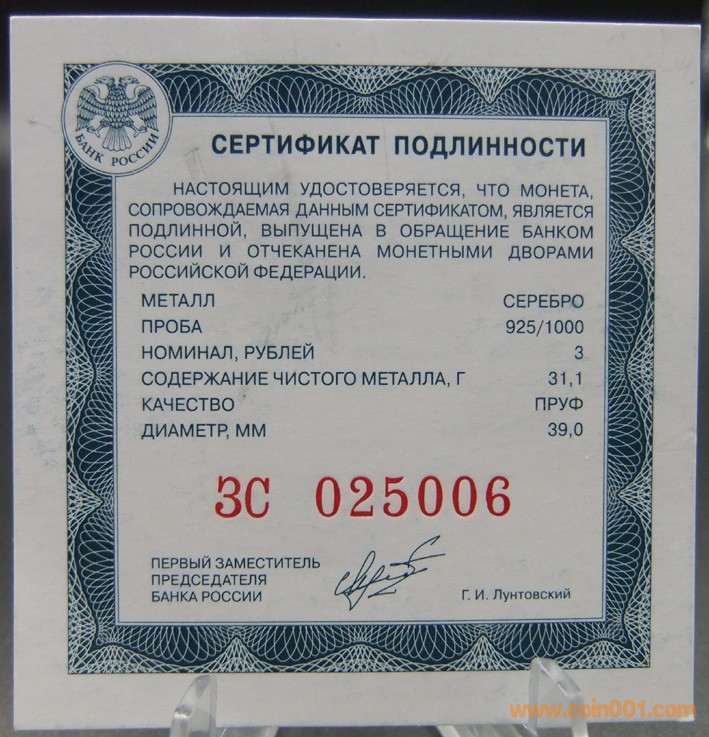 БАНК РОССИИ
СЕРТИФИКАТ ПОДЛИННОСТИ
НАСТОЯЩИМ УДОСТОВЕРЯЕТСЯ, ЧТО МОНЕТА,
СОПРОВОЖДАЕМАЯ ДАННЫМ СЕРТИФИКАТОМ, ЯВЛЯЕТСЯ
ПОДЛИННОЙ, ВЫПУЩЕНА В ОБРАЩЕНИЕ БАНКОМ
РОССИИ И ОТЧЕКАНЕНА МОНЕТНЫМИ ДВОРАМИ
РОССИЙСКОЙ ФЕДЕРАЦИИ.
МЕТАЛЛ СЕРЕБРО
ПРОБА 925/1000
НОМИНАЛ, РУБЛЕЙ 3
СОДЕРЖАНИЕ ЧИСТОГО МЕТАЛЛА, Г 31,1
КАЧЕСТВО ПРУФ
ДИАМЕТР, ММ 39,0
ЗС 025006
ПЕРВЫЙ ЗАМЕСТИТЕЛЬ
ПРЕДСЕДАТЕЛЯ
БАНКА РОССИИ Г. И. Лунтовский
www.coin001.com